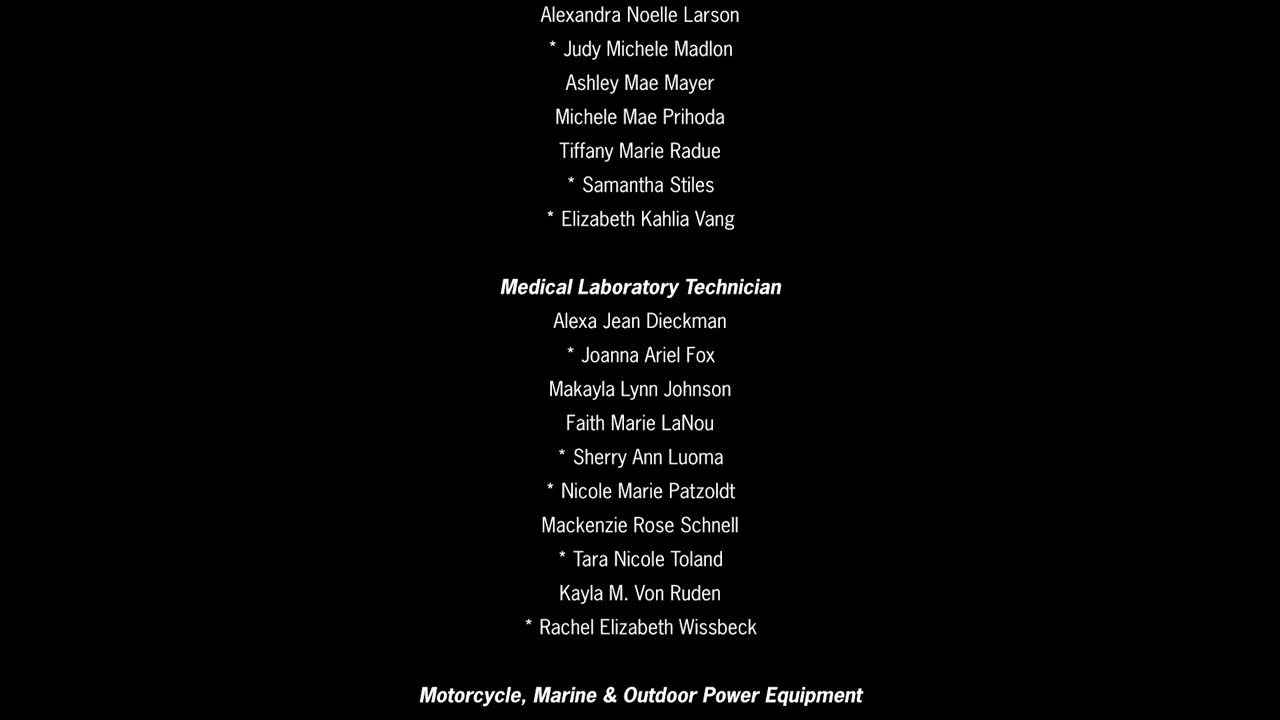 Alexandra Noelle Larson
* Judy Michele Madlon
Ashley Mae Mayer
Michele Mae Prihoda
Tiffany Marie Radue
* Samantha Stiles
* Elizabeth Kahlia Vang
Medical Laboratory Technician
Alexa Jean Dieckman
* Joanna Ariel Fox
Makayla Lynn Johnson
Faith Marie LaNou
* Sherry Ann Luoma
* Nicole Marie Patzoldt
Mackenzie Rose Schnell
* Tara Nicole Toland
Kayla M. Von Ruden
* Rachel Elizabeth Wissbeck
Motorcycle, Marine & Outdoor Power Equipment